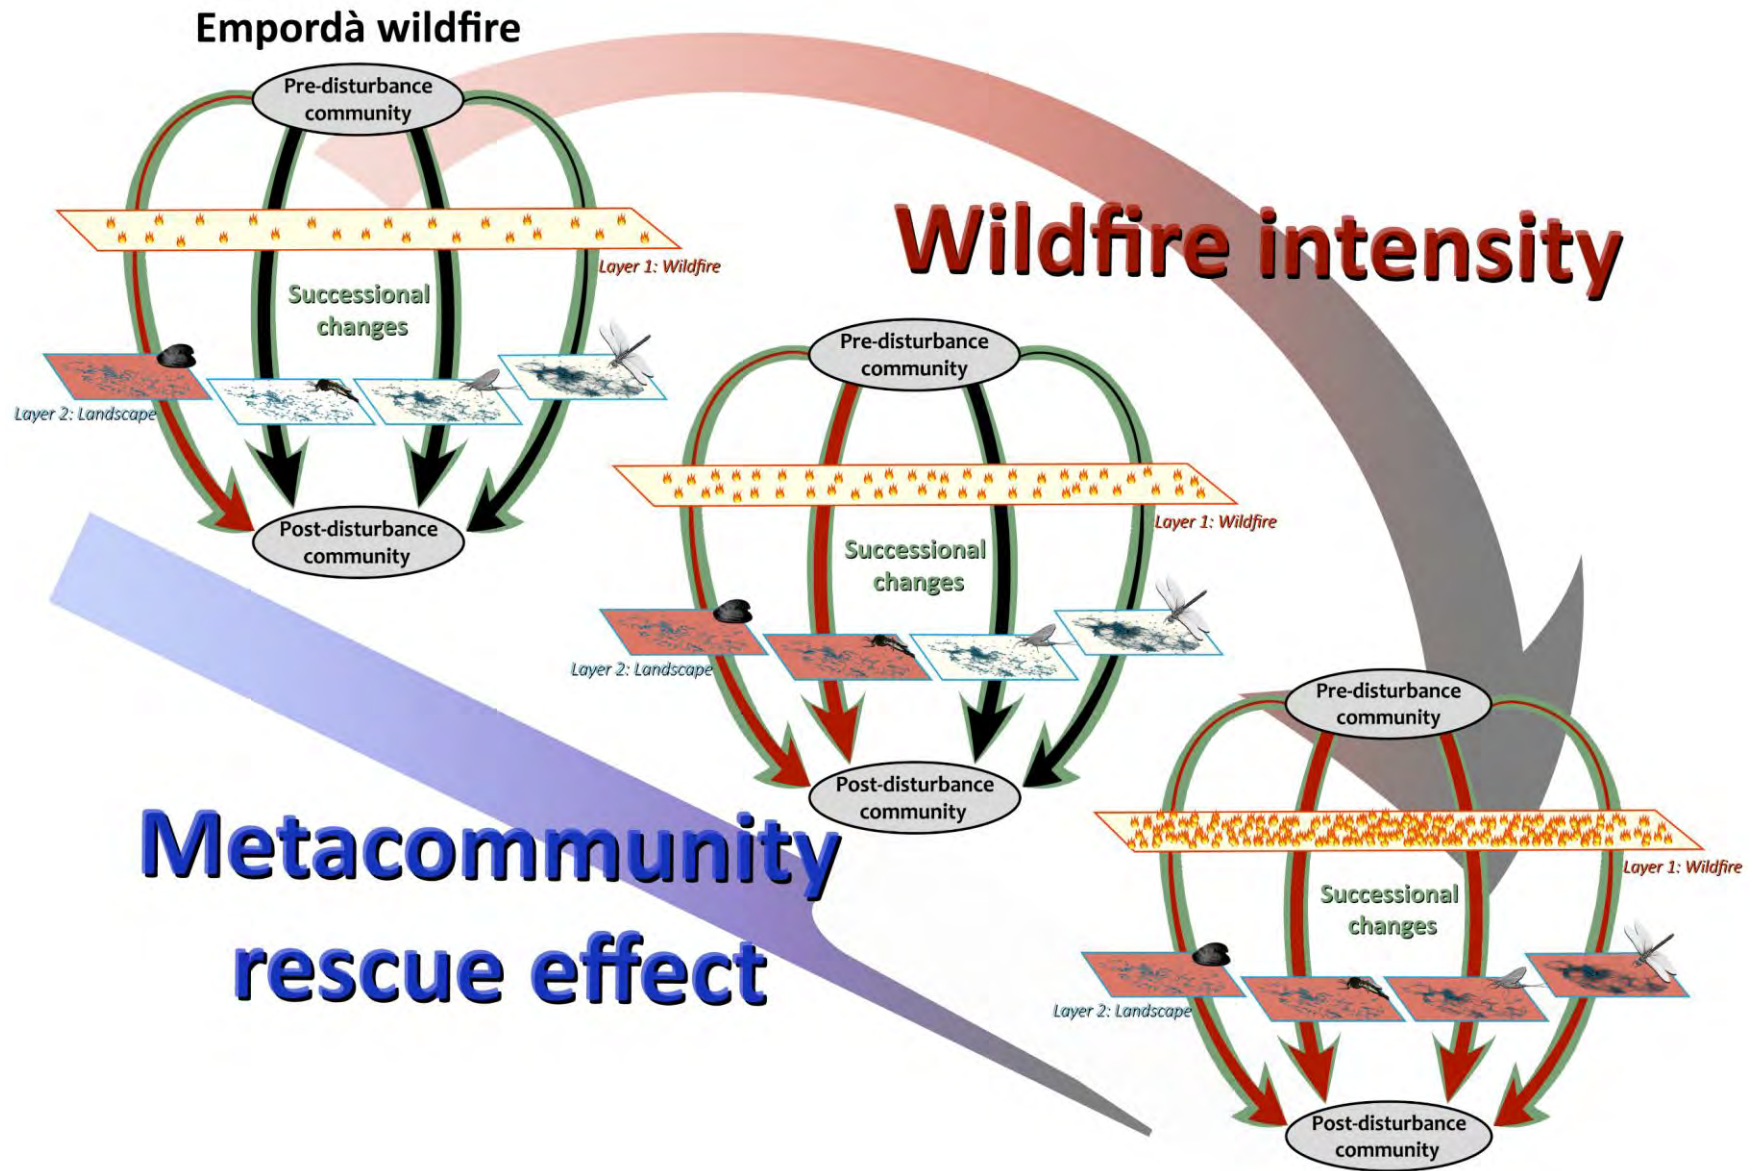 Empordà wildfire
Pre-disturbance
community
Layer 1: Wildfire
Successional
changes
Layer 2: Landscape
Post-disturbance
community
Wildfire intensity
Pre-disturbance
community
Layer 1: Wildfire
Successional
changes
Layer 2: Landscape
Post-disturbance
community
Metacommunity
rescue effect
Pre-disturbance
community
Layer 1: Wildfire
Successional
changes
Layer 2: Landscape
Post-disturbance
community